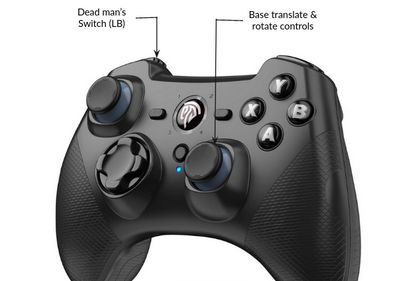 Dead man's
Switch (LB)
Base translate &
rotate controls
Y
X
B
A